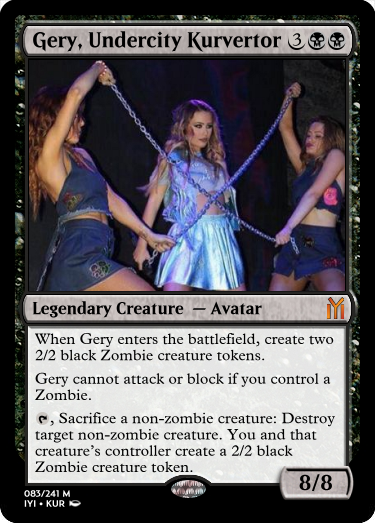 Gery, Undercity Kurvertor 3
Legendary Creature — Avatar
When Gery enters the battlefield, create two
2/2 black Zombie creature tokens.
Gery cannot attack or block if you control a
Zombie.
, Sacrifice a non-zombie creature: Destroy
target non-zombie creature. You and that
creature's controller create a 2/2 black
Zombie creature token.
8/8
083/241 M
IYI • KUR